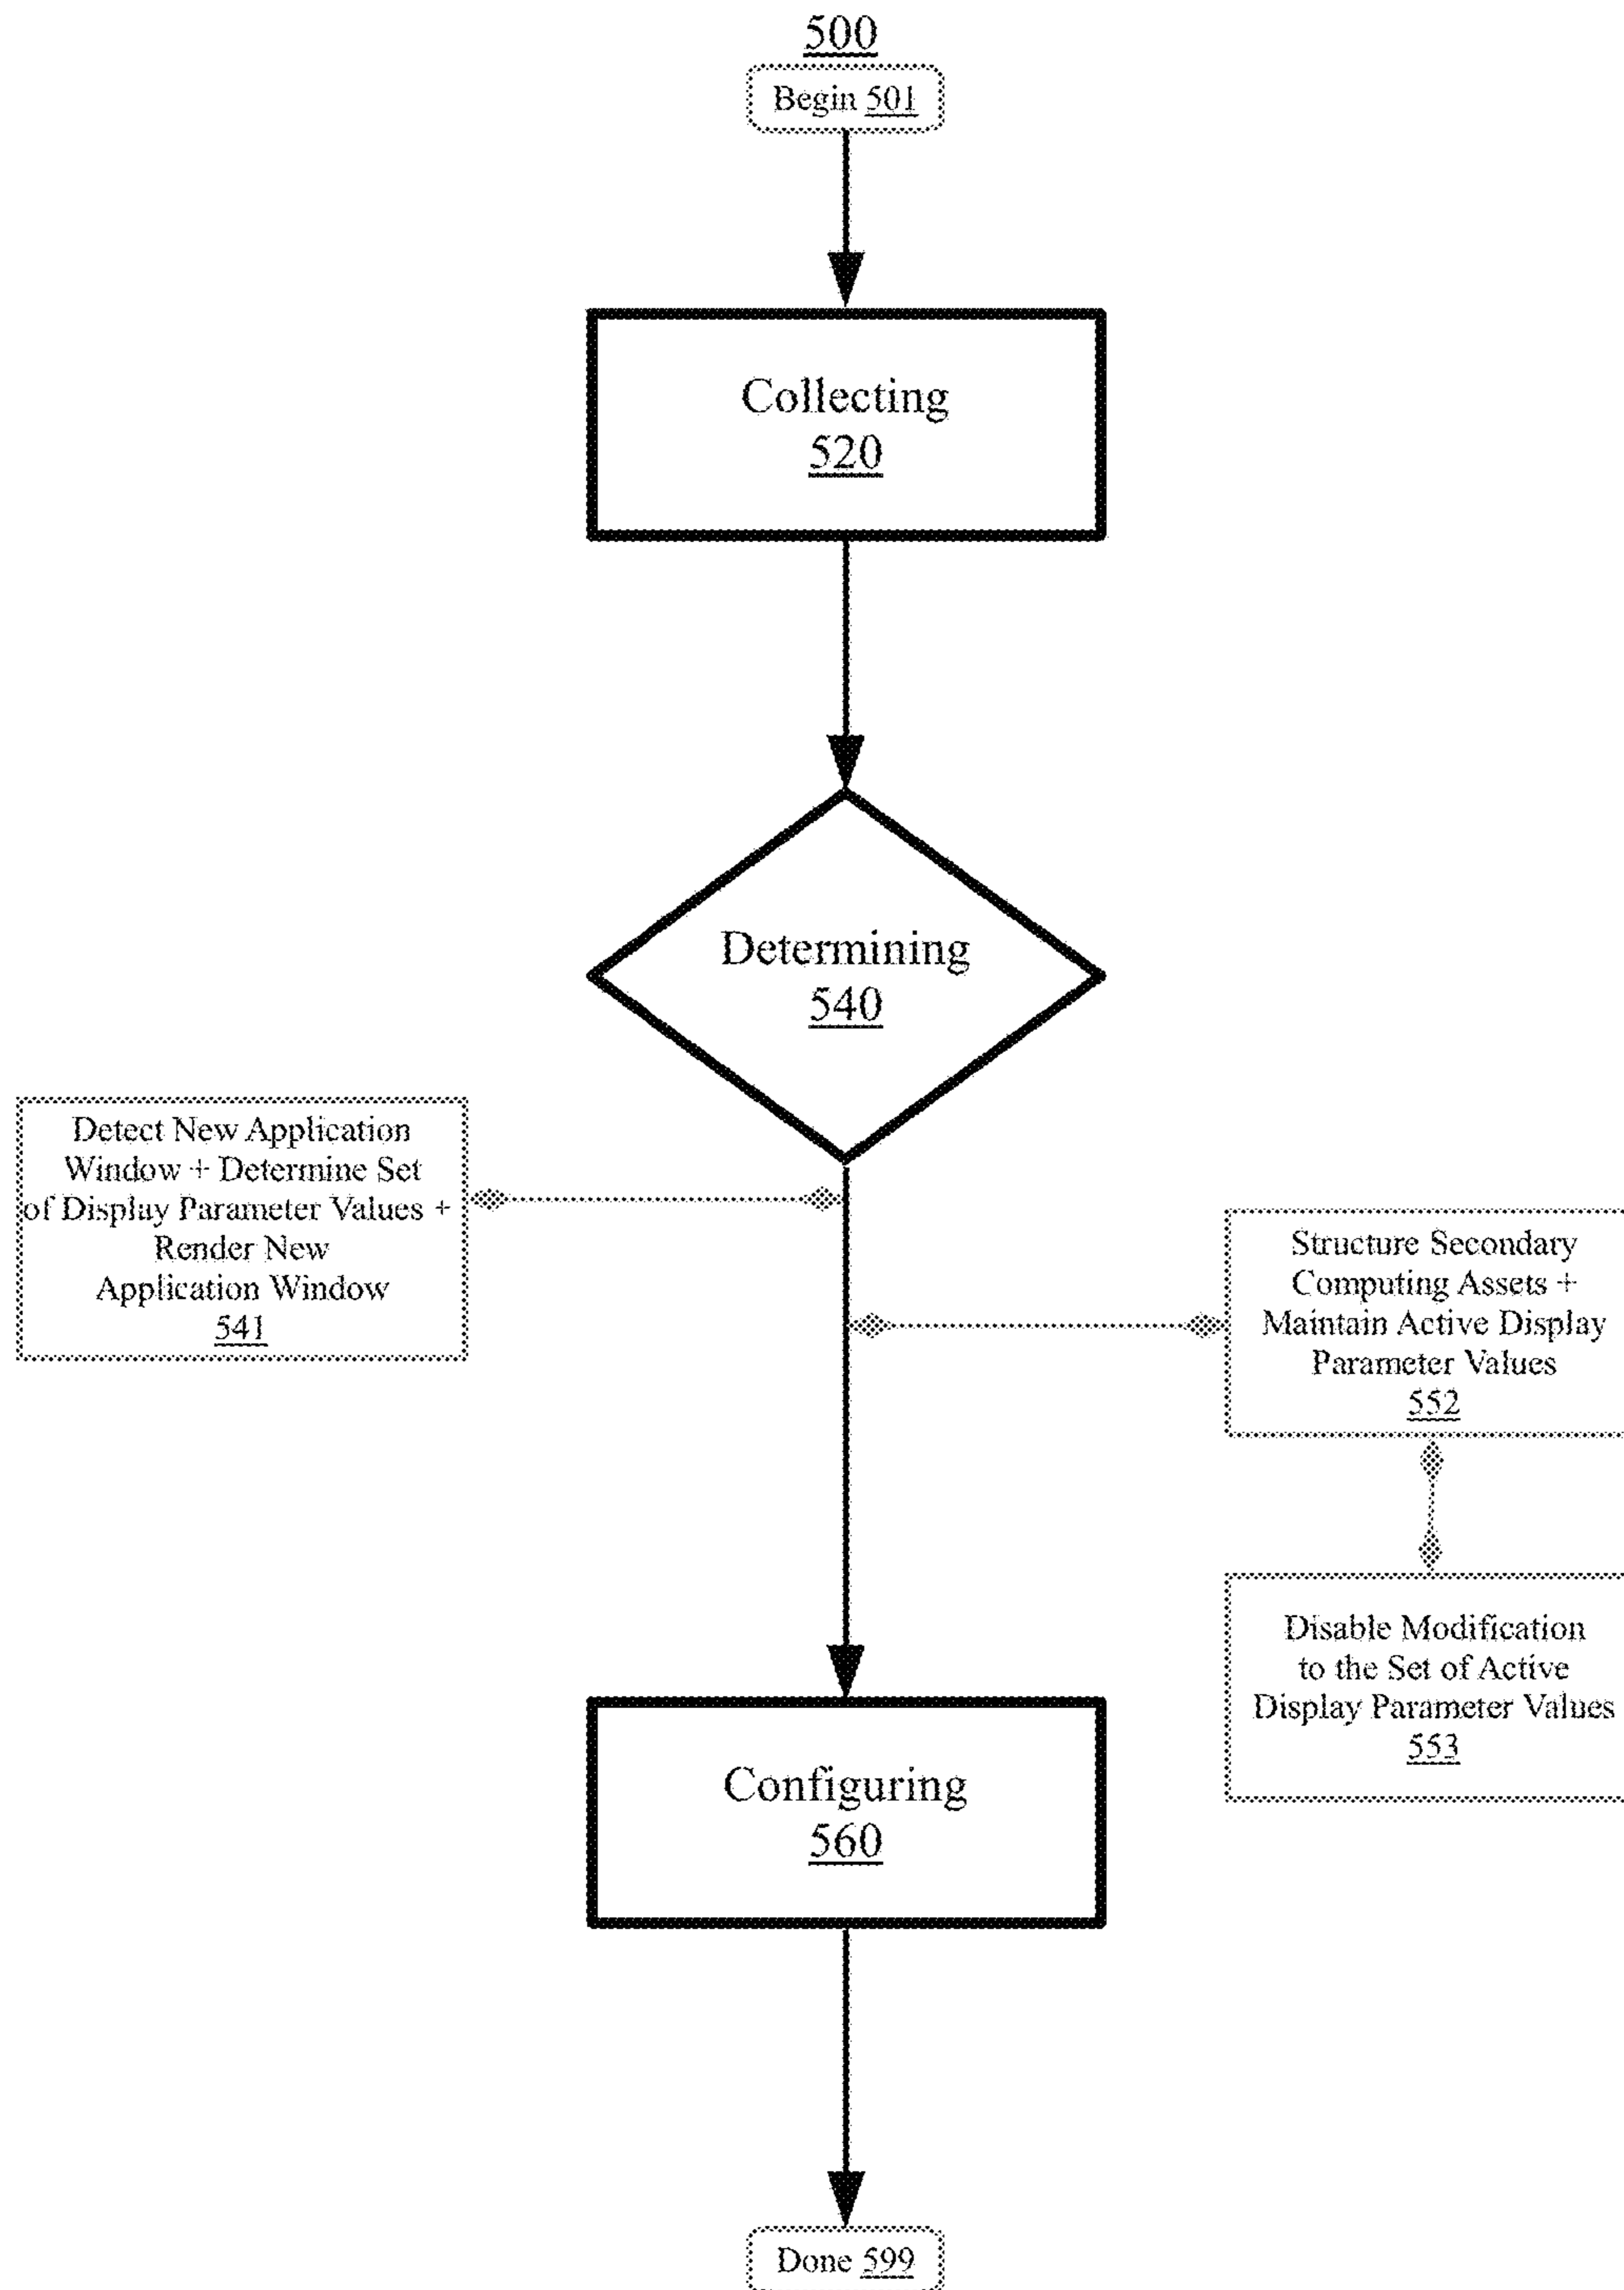 500
Begin 501
Collecting
520
Determining
540
Detect New Application
Window + Determine Set
of Display Parameter Values +
Render New
Application Window
541
Structure Secondary
Computing Assets +
Maintain Active Display
Parameter Values
552
Disable Modification
to the Set of Active
Display Parameter Values
553
Configuring
560
Done 599